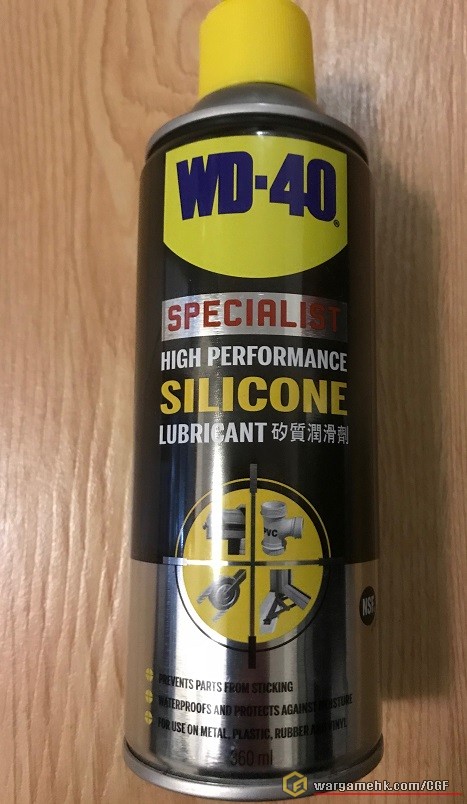 WD-40®
SPECIALIST
HIGH PERFORMANCE
SILICONE
LUBRICANT 矽質潤滑劑
PVC
NSF
PREVENTS PARTS FROM STICKING
WATERPROOFS AND PROTECTS AGAINST MOISTURE
FOR USE ON METAL, PLASTIC, RUBBER AND VINYL
360 ml
wargamehk.com/CGF